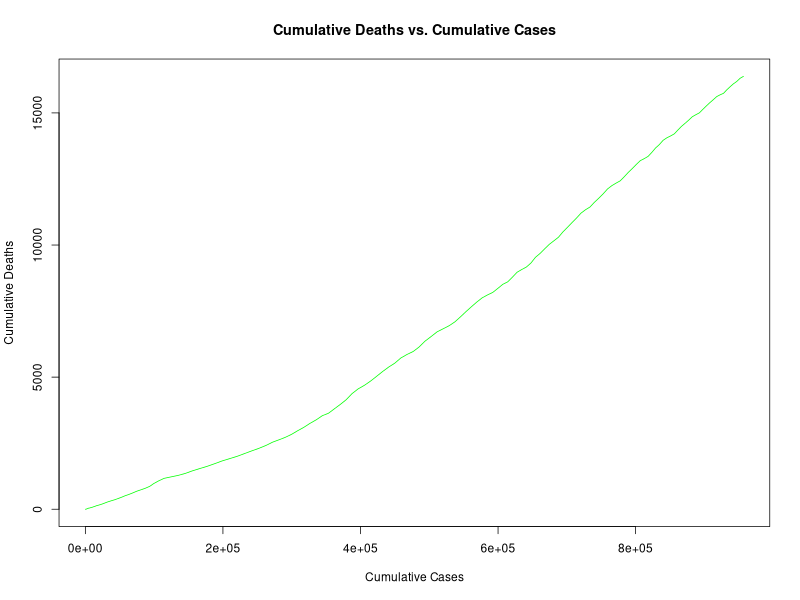 Cumulative Deaths vs. Cumulative Cases
15000
10000
5000
0
Cumulative Deaths
0e+00 2e+05 4e+05 6e+05 8e+05
Cumulative Cases